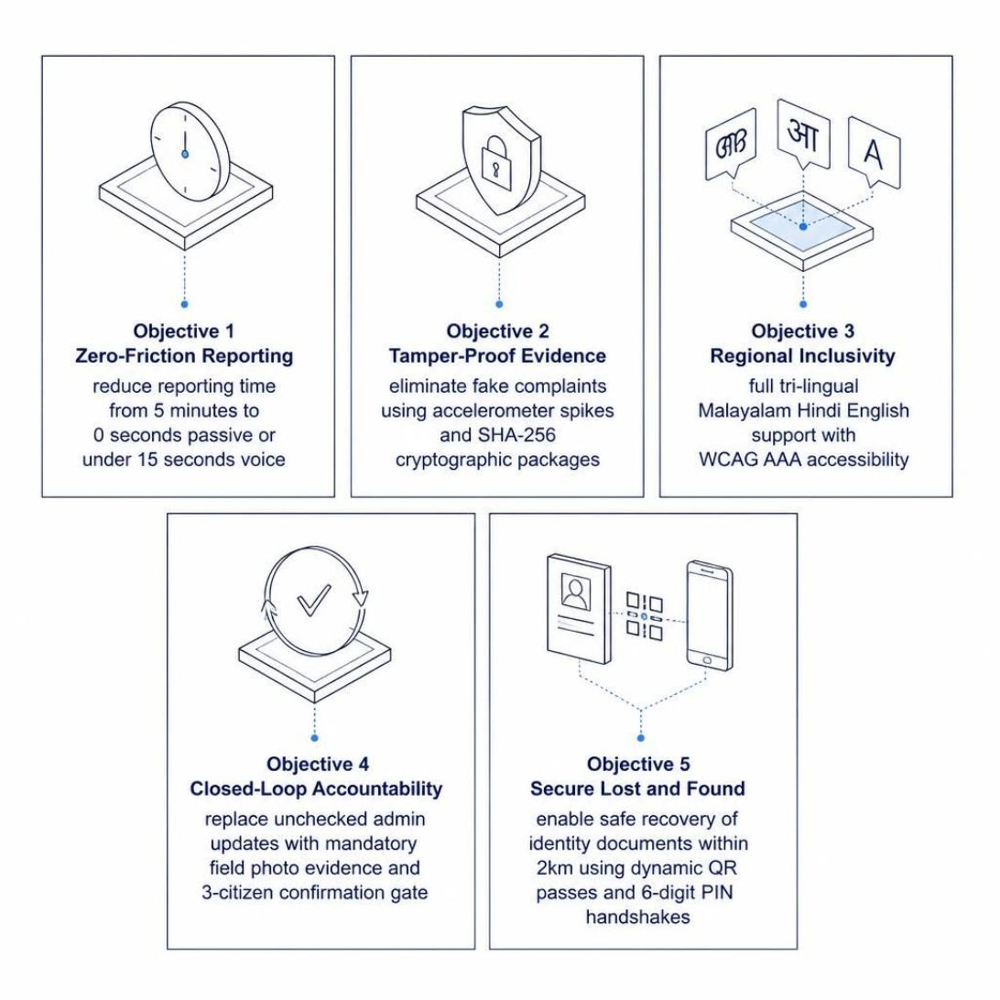 आ
A
Objective 1
Zero-Friction Reporting
reduce reporting time
from 5 minutes to
0 seconds passive or
under 15 seconds voice
Objective 2
Tamper-Proof Evidence
eliminate fake complaints
using accelerometer spikes
and SHA-256
cryptographic packages
Objective 3
Regional Inclusivity
full tri-lingual
Malayalam Hindi English
support with
WCAG AAA accessibility
Objective 4
Closed-Loop Accountability
replace unchecked admin
updates with mandatory
field photo evidence and
3-citizen confirmation gate
Objective 5
Secure Lost and Found
enable safe recovery of
identity documents within
2km using dynamic QR
passes and 6-digit PIN
handshakes